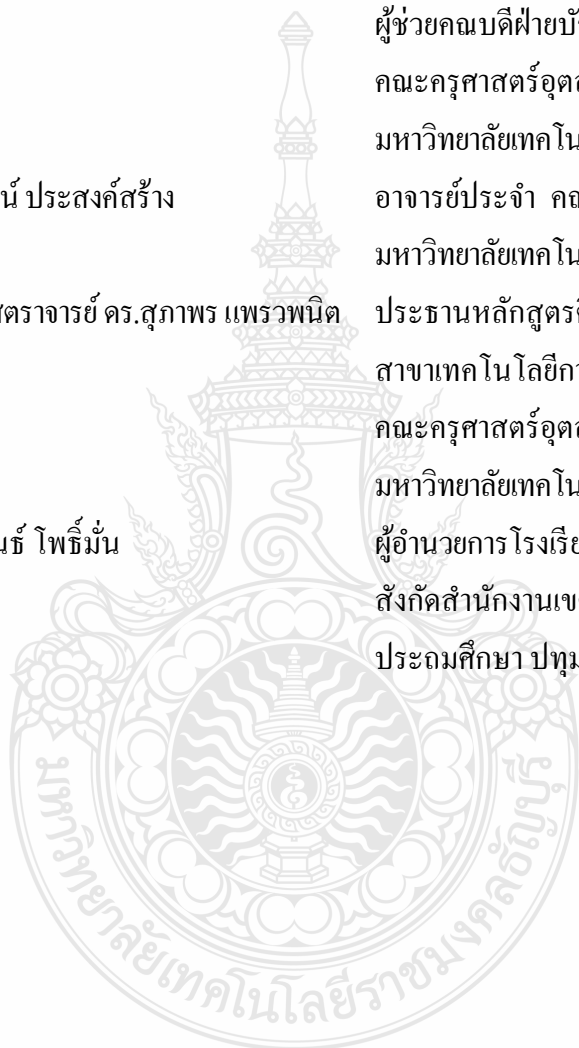 ผู้ช่วยคณบดีฝ่ายบั
คณะครุศาสตร์อุต
มหาวิทยาลัยเทคโน
น์ ประสงค์สร้าง อาจารย์ประจำ คณ
มหาวิทยาลัยเทคโน
สตราจารย์ ดร.สุภาพร แพรวพนิต ประธานหลักสูตร
สาขาเทคโนโลยีกา
คณะครุศาสตร์อุต
มหาวิทยาลัยเทคโน
นธ์ โพธิ์มั่น ผู้อำนวยการโรงเรีย
สังกัดสำนักงานเข
ประถมศึกษา ปทุม
มหาวิทยาลัยเทคโนโลยีราชมงคลธัญบุรี